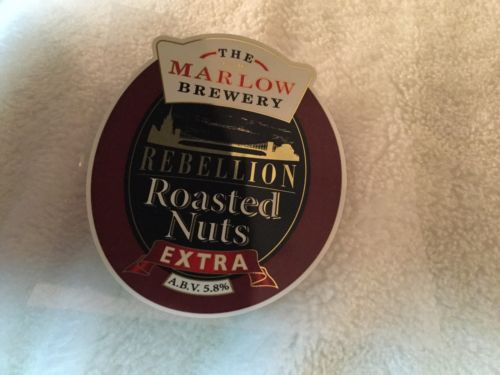 THE
MARLOW
BREWERY
REBELLION
Roasted
Nuts
EXTRA
A.B.V. 5.8%